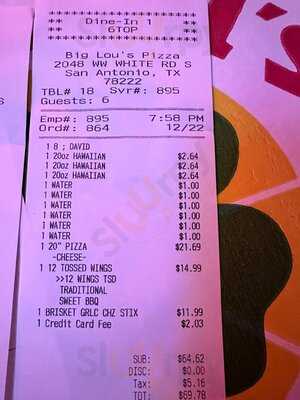 Dine-In 1
6TOP
Big Lou's Pizza
2048 WW WHITE RD S
San Antonio, TX
78222
TBL# 18 Svr#: 895
Guests: 6
Emp#: 895 7:58 PM
Ord#: 864 12/22
1 8 ; DAVID
1 20oz HAWAIIAN $2.64
1 20oz HAWAIIAN $2.64
1 20oz HAWAIIAN $2.64
1 WATER $1.00
1 WATER $1.00
1 WATER $1.00
1 WATER $1.00
1 WATER $1.00
1 20" PIZZA $21.69
-CHEESE-
1 12 TOSSED WINGS $14.99
>>12 WINGS TSD
TRADITIONAL
SWEET BBQ
1 BRISKET GRLC CHZ STIX $11.99
1 Credit Card Fee $2.03
SUB: $64.62
DISC: $0.00
Tax: $5.16
TOT: $69.78